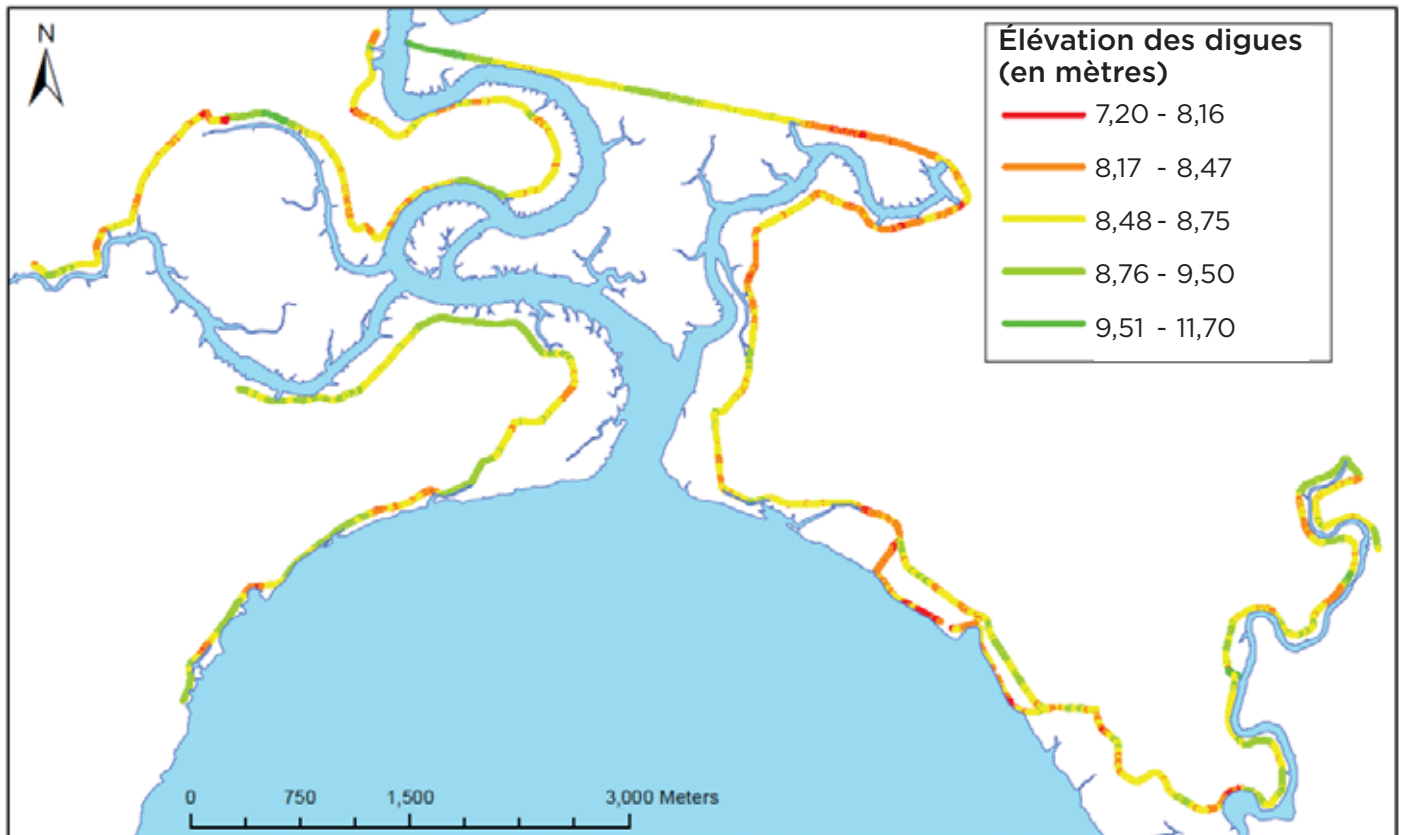 N
Élévation des digues
(en mètres)
7,20 - 8,16
8,17 - 8,47
8,48 - 8,75
8,76 - 9,50
9,51 - 11,70
0 750 1,500 3,000 Meters